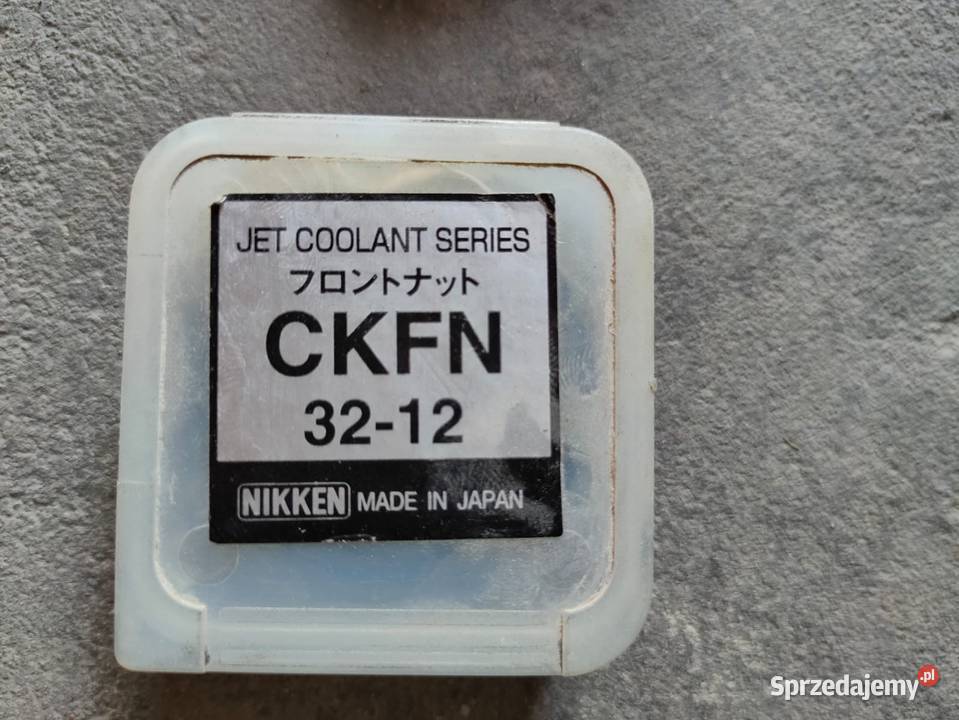 JET COOLANT SERIES
フロントナット
CKFN
32-12
NIKKEN MADE IN JAPAN
Sprzedajemy.pl